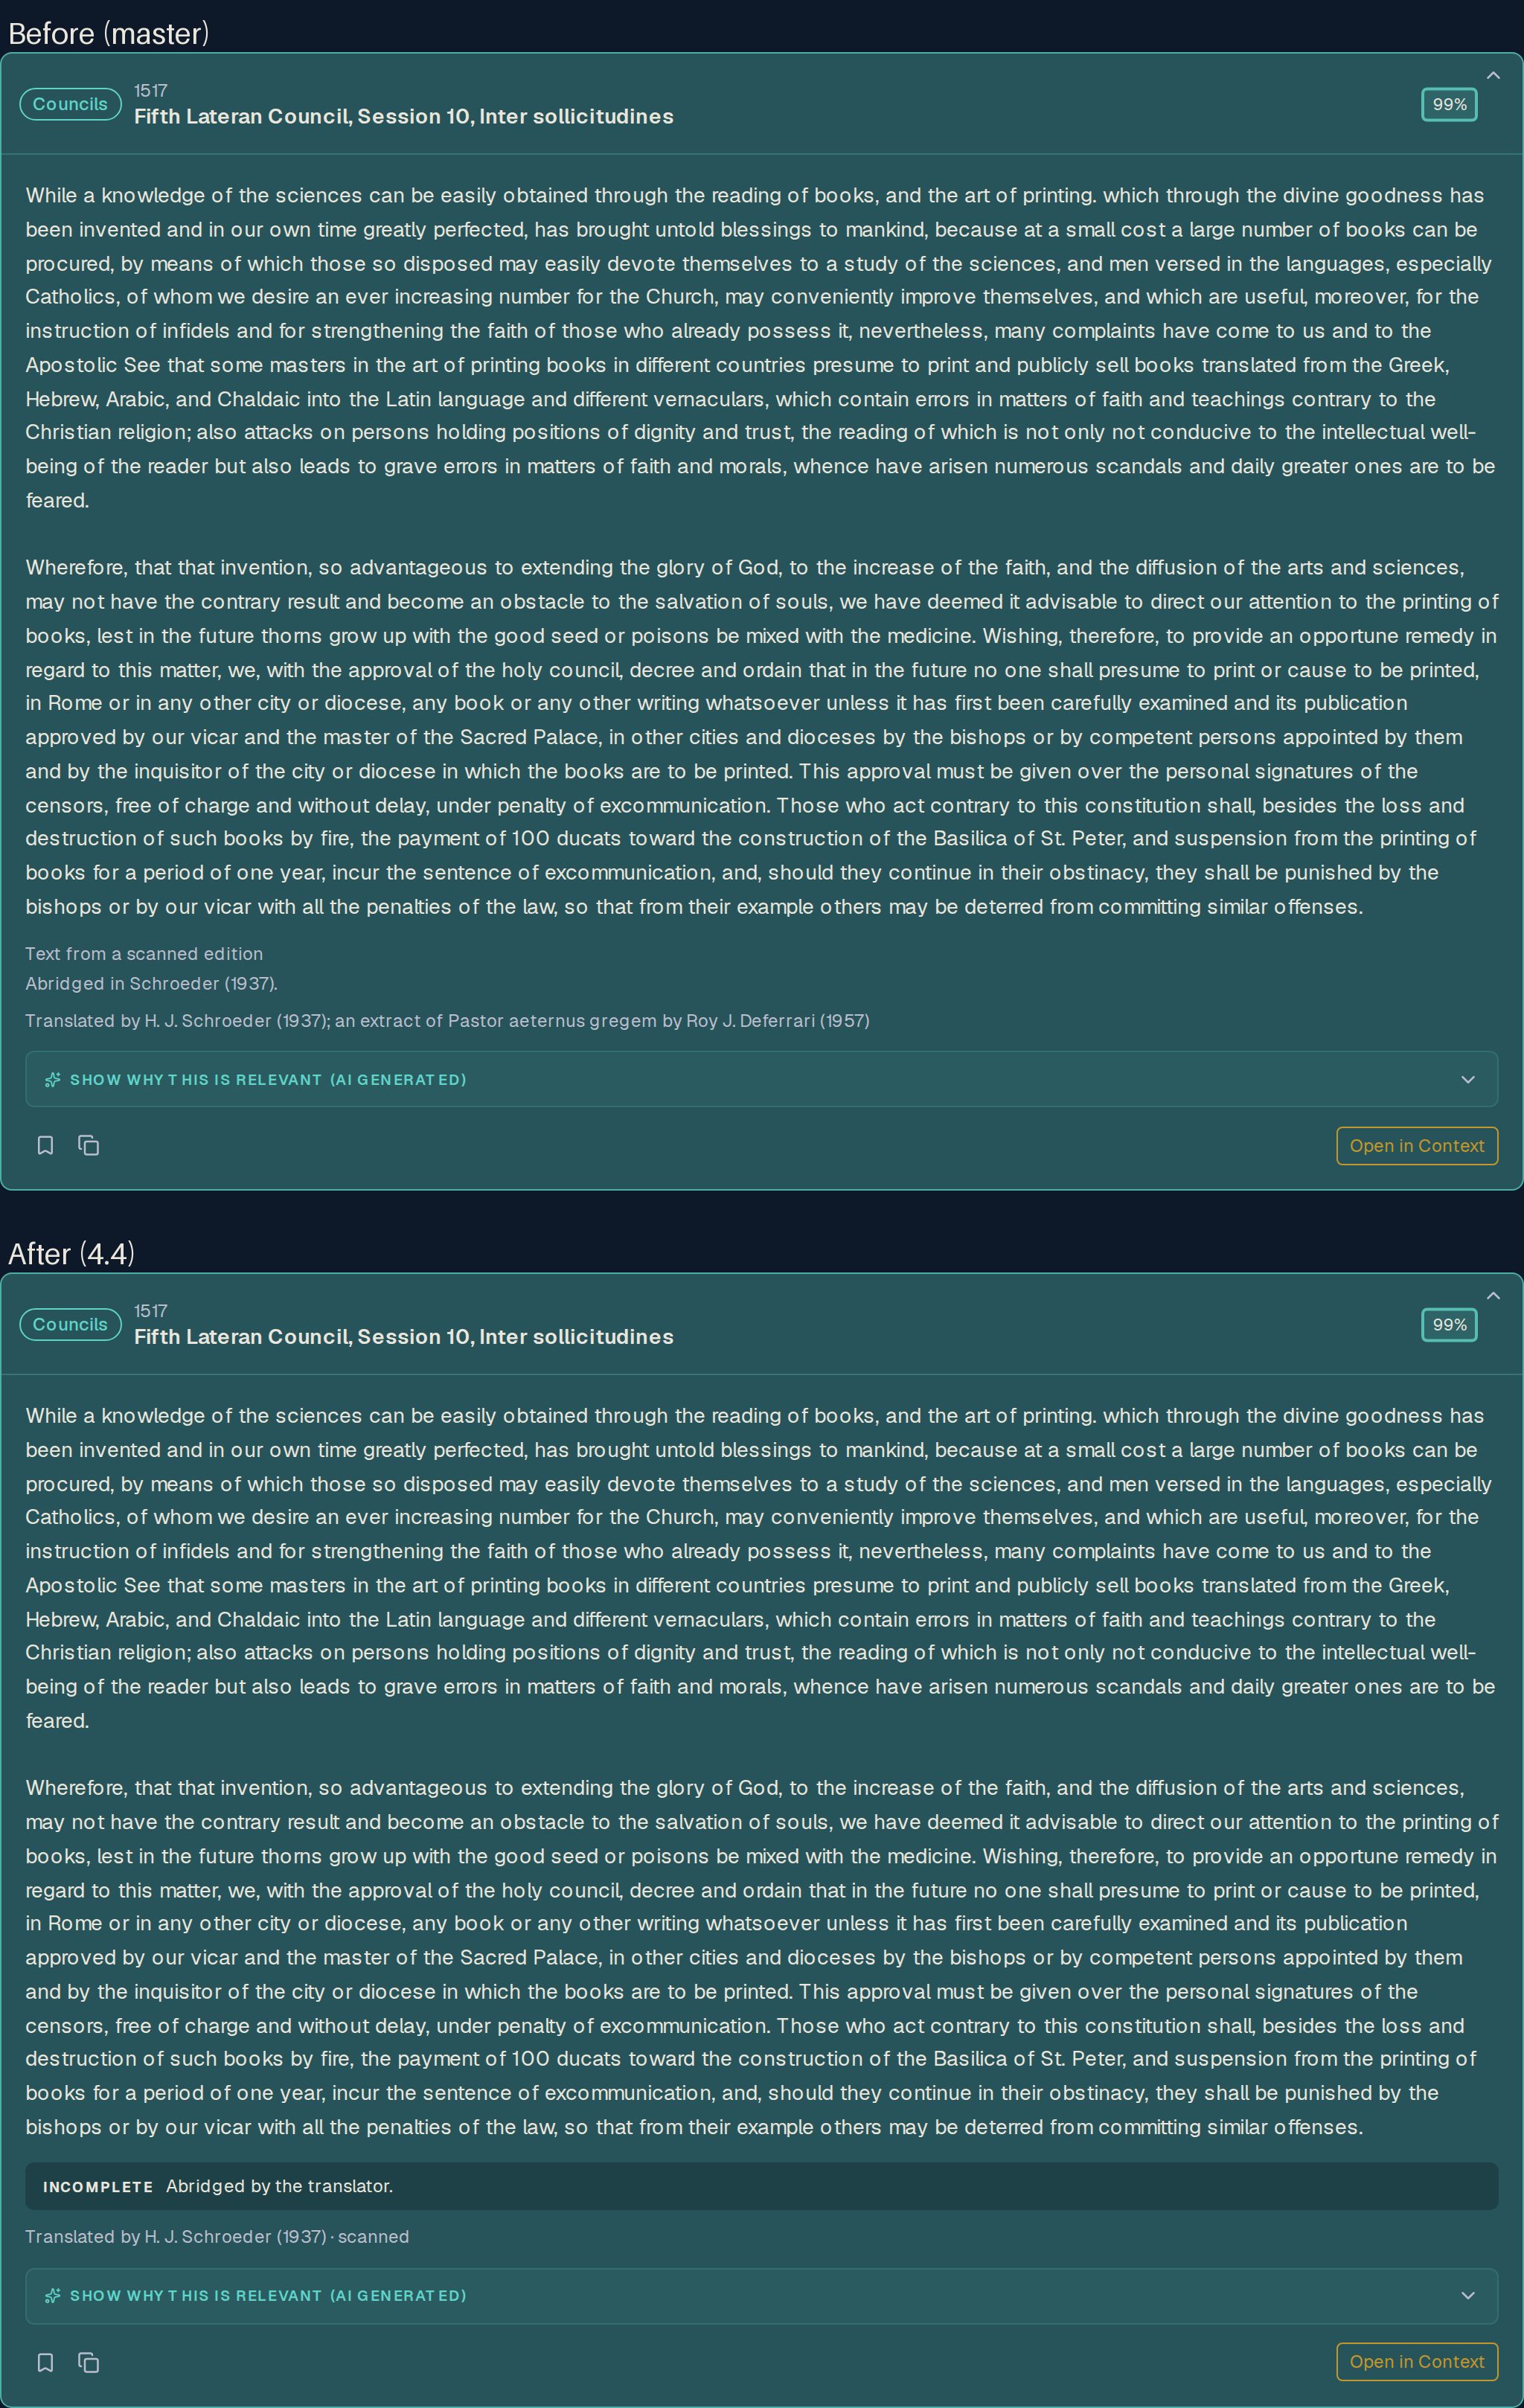 Before (master)
Councils
1517
Fifth Lateran Council, Session 10, Inter sollicitudines
99%
While a knowledge of the sciences can be easily obtained through the reading of books, and the art of printing. which through the divine goodness has
been invented and in our own time greatly perfected, has brought untold blessings to mankind, because at a small cost a large number of books can be
procured, by means of which those so disposed may easily devote themselves to a study of the sciences, and men versed in the languages, especially
Catholics, of whom we desire an ever increasing number for the Church, may conveniently improve themselves, and which are useful, moreover, for the
instruction of infidels and for strengthening the faith of those who already possess it, nevertheless, many complaints have come to us and to the
Apostolic See that some masters in the art of printing books in different countries presume to print and publicly sell books translated from the Greek,
Hebrew, Arabic, and Chaldaic into the Latin language and different vernaculars, which contain errors in matters of faith and teachings contrary to the
Christian religion; also attacks on persons holding positions of dignity and trust, the reading of which is not only not conducive to the intellectual well-
being of the reader but also leads to grave errors in matters of faith and morals, whence have arisen numerous scandals and daily greater ones are to be
feared.
Wherefore, that that invention, so advantageous to extending the glory of God, to the increase of the faith, and the diffusion of the arts and sciences,
may not have the contrary result and become an obstacle to the salvation of souls, we have deemed it advisable to direct our attention to the printing of
books, lest in the future thorns grow up with the good seed or poisons be mixed with the medicine. Wishing, therefore, to provide an opportune remedy in
regard to this matter, we, with the approval of the holy council, decree and ordain that in the future no one shall presume to print or cause to be printed,
in Rome or in any other city or diocese, any book or any other writing whatsoever unless it has first been carefully examined and its publication
approved by our vicar and the master of the Sacred Palace, in other cities and dioceses by the bishops or by competent persons appointed by them
and by the inquisitor of the city or diocese in which the books are to be printed. This approval must be given over the personal signatures of the
censors, free of charge and without delay, under penalty of excommunication. Those who act contrary to this constitution shall, besides the loss and
destruction of such books by fire, the payment of 100 ducats toward the construction of the Basilica of St. Peter, and suspension from the printing of
books for a period of one year, incur the sentence of excommunication, and, should they continue in their obstinacy, they shall be punished by the
bishops or by our vicar with all the penalties of the law, so that from their example others may be deterred from committing similar offenses.
Text from a scanned edition
Abridged in Schroeder (1937).
Translated by H. J. Schroeder (1937); an extract of Pastor aeternus gregem by Roy J. Deferrari (1957)
SHOW WHY THIS IS RELEVANT (AI GENERATED)
Open in Context
After (4.4)
Councils
1517
Fifth Lateran Council, Session 10, Inter sollicitudines
99%
While a knowledge of the sciences can be easily obtained through the reading of books, and the art of printing. which through the divine goodness has
been invented and in our own time greatly perfected, has brought untold blessings to mankind, because at a small cost a large number of books can be
procured, by means of which those so disposed may easily devote themselves to a study of the sciences, and men versed in the languages, especially
Catholics, of whom we desire an ever increasing number for the Church, may conveniently improve themselves, and which are useful, moreover, for the
instruction of infidels and for strengthening the faith of those who already possess it, nevertheless, many complaints have come to us and to the
Apostolic See that some masters in the art of printing books in different countries presume to print and publicly sell books translated from the Greek,
Hebrew, Arabic, and Chaldaic into the Latin language and different vernaculars, which contain errors in matters of faith and teachings contrary to the
Christian religion; also attacks on persons holding positions of dignity and trust, the reading of which is not only not conducive to the intellectual well-
being of the reader but also leads to grave errors in matters of faith and morals, whence have arisen numerous scandals and daily greater ones are to be
feared.
Wherefore, that that invention, so advantageous to extending the glory of God, to the increase of the faith, and the diffusion of the arts and sciences,
may not have the contrary result and become an obstacle to the salvation of souls, we have deemed it advisable to direct our attention to the printing of
books, lest in the future thorns grow up with the good seed or poisons be mixed with the medicine. Wishing, therefore, to provide an opportune remedy in
regard to this matter, we, with the approval of the holy council, decree and ordain that in the future no one shall presume to print or cause to be printed,
in Rome or in any other city or diocese, any book or any other writing whatsoever unless it has first been carefully examined and its publication
approved by our vicar and the master of the Sacred Palace, in other cities and dioceses by the bishops or by competent persons appointed by them
and by the inquisitor of the city or diocese in which the books are to be printed. This approval must be given over the personal signatures of the
censors, free of charge and without delay, under penalty of excommunication. Those who act contrary to this constitution shall, besides the loss and
destruction of such books by fire, the payment of 100 ducats toward the construction of the Basilica of St. Peter, and suspension from the printing of
books for a period of one year, incur the sentence of excommunication, and, should they continue in their obstinacy, they shall be punished by the
bishops or by our vicar with all the penalties of the law, so that from their example others may be deterred from committing similar offenses.
INCOMPLETE Abridged by the translator.
Translated by H. J. Schroeder (1937) · scanned
SHOW WHY THIS IS RELEVANT (AI GENERATED)
Open in Context